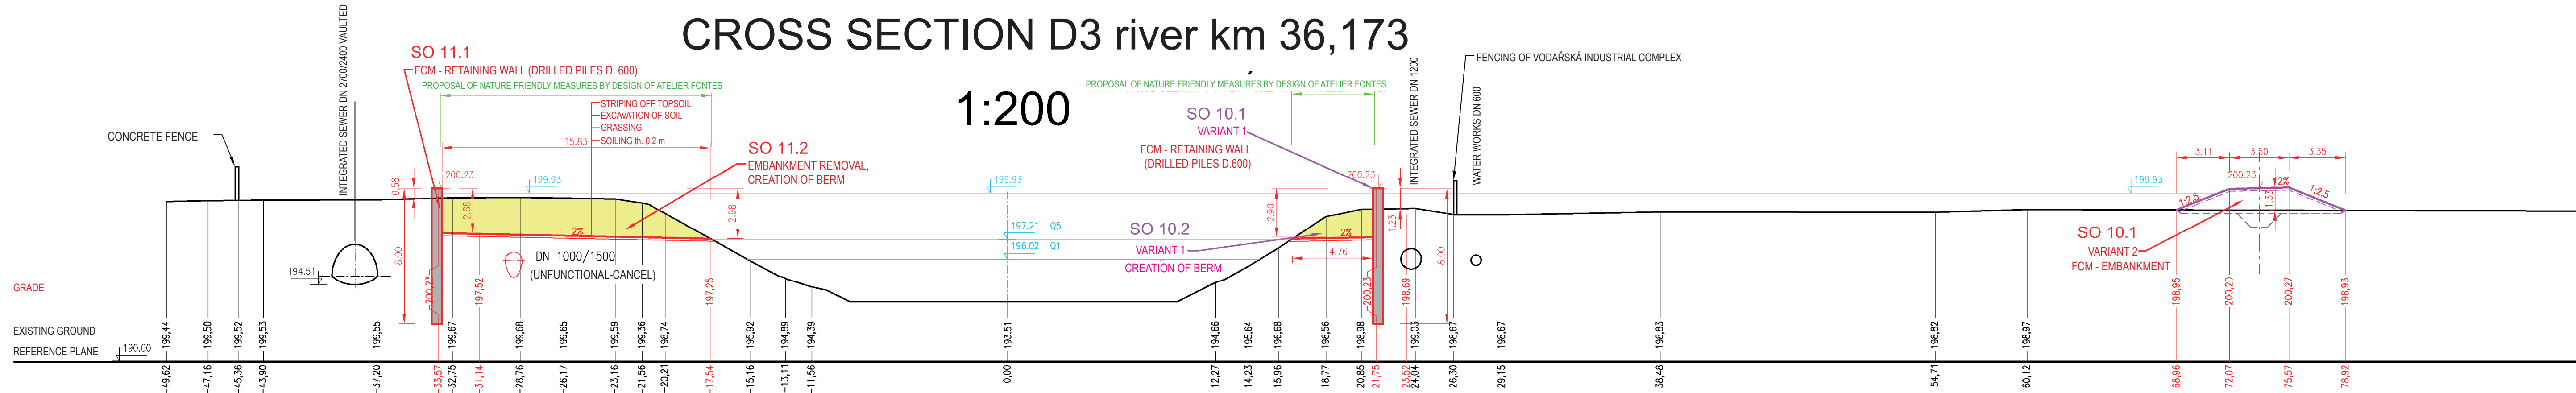 CROSS SECTION D3 river km 36,173
1:200
CONCRETE FENCE
INTEGRATED SEWER DN 2700/2400 VAULTED
SO 11.1
FCM - RETAINING WALL (DRILLED PILES D. 600)
PROPOSAL OF NATURE FRIENDLY MEASURES BY DESIGN OF ATELIER FONTES
STRIPING OFF TOPSOIL
EXCAVATION OF SOIL
GRASSING
SOILING th. 0,2 m
15.83
SO 11.2
EMBANKMENT REMOVAL,
CREATION OF BERM
200.23
199.93
0.58
2.66
2.98
8.00
2%
DN 1000/1500
(UNFUNCTIONAL-CANCEL)
194.51
199.93
197.21 Q5
196.02 Q1
PROPOSAL OF NATURE FRIENDLY MEASURES BY DESIGN OF ATELIER FONTES
SO 10.1
VARIANT 1
FCM - RETAINING WALL
(DRILLED PILES D.600)
SO 10.2
VARIANT 1
CREATION OF BERM
200.23
2.90
2%
4.76
1.23
8.00
INTEGRATED SEWER DN 1200
WATER WORKS DN 600
FENCING OF VODAŘSKÁ INDUSTRIAL COMPLEX
199.93
3.11 3.50 3.35
200.23
2%
1:2.5
1:2.5
1.33
SO 10.1
VARIANT 2
FCM - EMBANKMENT
GRADE
200.23 197,52 197,25 200,23 198,69 198,95 200,20 200,27 198,93
EXISTING GROUND
199,44 199,50 199,52 199,53 199,55 199,67 199,68 199,65 199,59 199,36 198,74 195,92 194,89 194,39 193.51 194,66 195,64 196,68 198,56 198,98 199,03 198,67 198,67 198,83 198,82 198,97
REFERENCE PLANE
190.00
-49,62 -47,16 -45,36 -43,90 -37,20 -33,57 -32,75 -31,14 -28,76 -26,17 -23,16 -21,56 -20,21 -17,54 -15,16 -13,11 -11,56 0,00 12,27 14,23 15,96 18,77 20,85 21,75 23,52 24,04 26,30 29,15 38,48 54,71 60,12 68,96 72,07 75,57 78,92